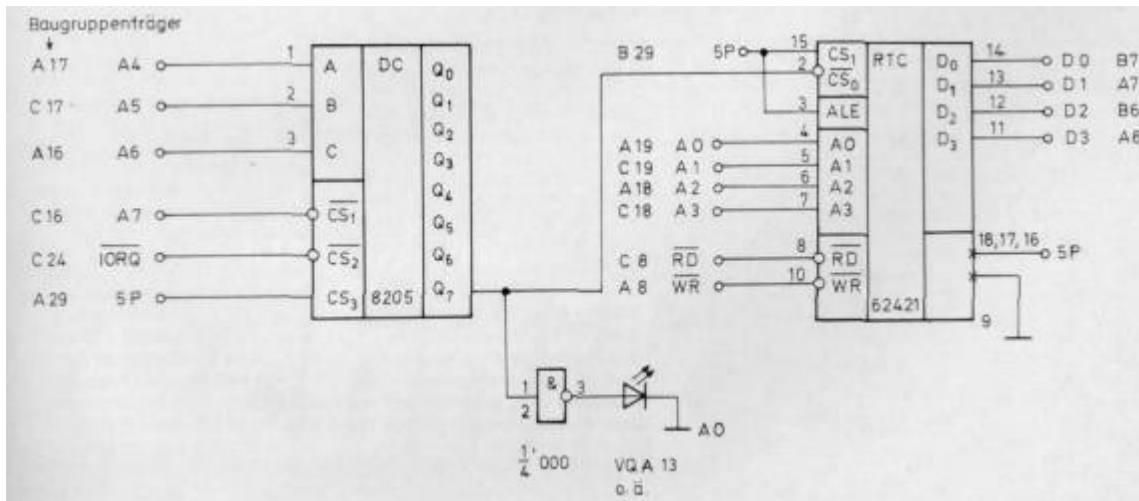 Baugruppenträger
A17 A4 1 A DC Q0
C17 A5 2 B Q1
Q2
A16 A6 3 C Q3
Q4
C16 A7 CS1 Q5
C24 IORQ CS2 Q6
A29 5P CS3 8205 Q7
B29 5P 15 CS1 RTC D0 14 D0 B7
2 CS0 D1 13 D1 A7
3 ALE D2 12 D2 B6
A19 A0 4 A0 D3 11 D3 A6
C19 A1 5 A1
A18 A2 6 A2
C18 A3 7 A3
C8 RD 8 RD 18,17,16 5P
A8 WR 10 WR
62421 9
1 & 3
2
A0
1/4 '000 VQA 13
o. ä.